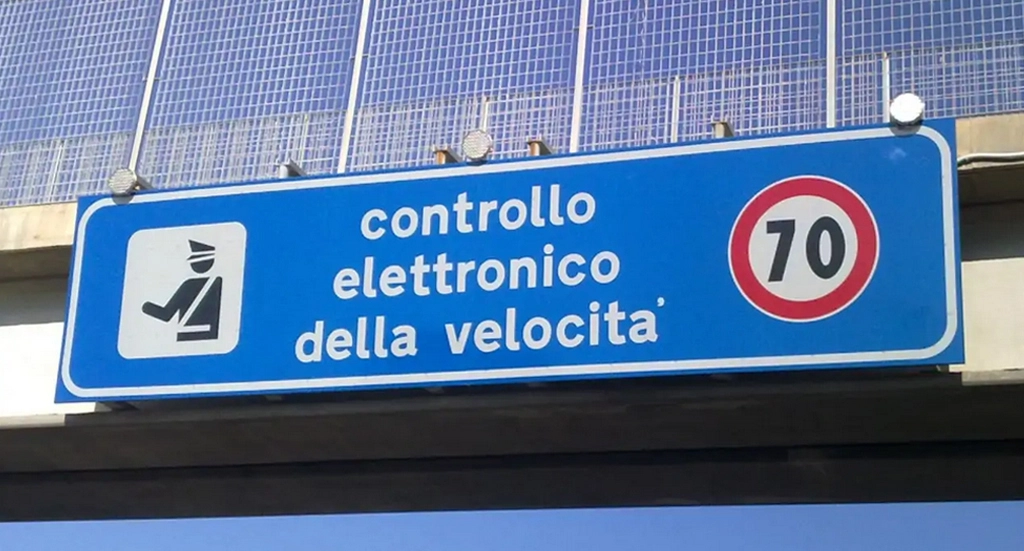 controllo
elettronico
della velocita'
70